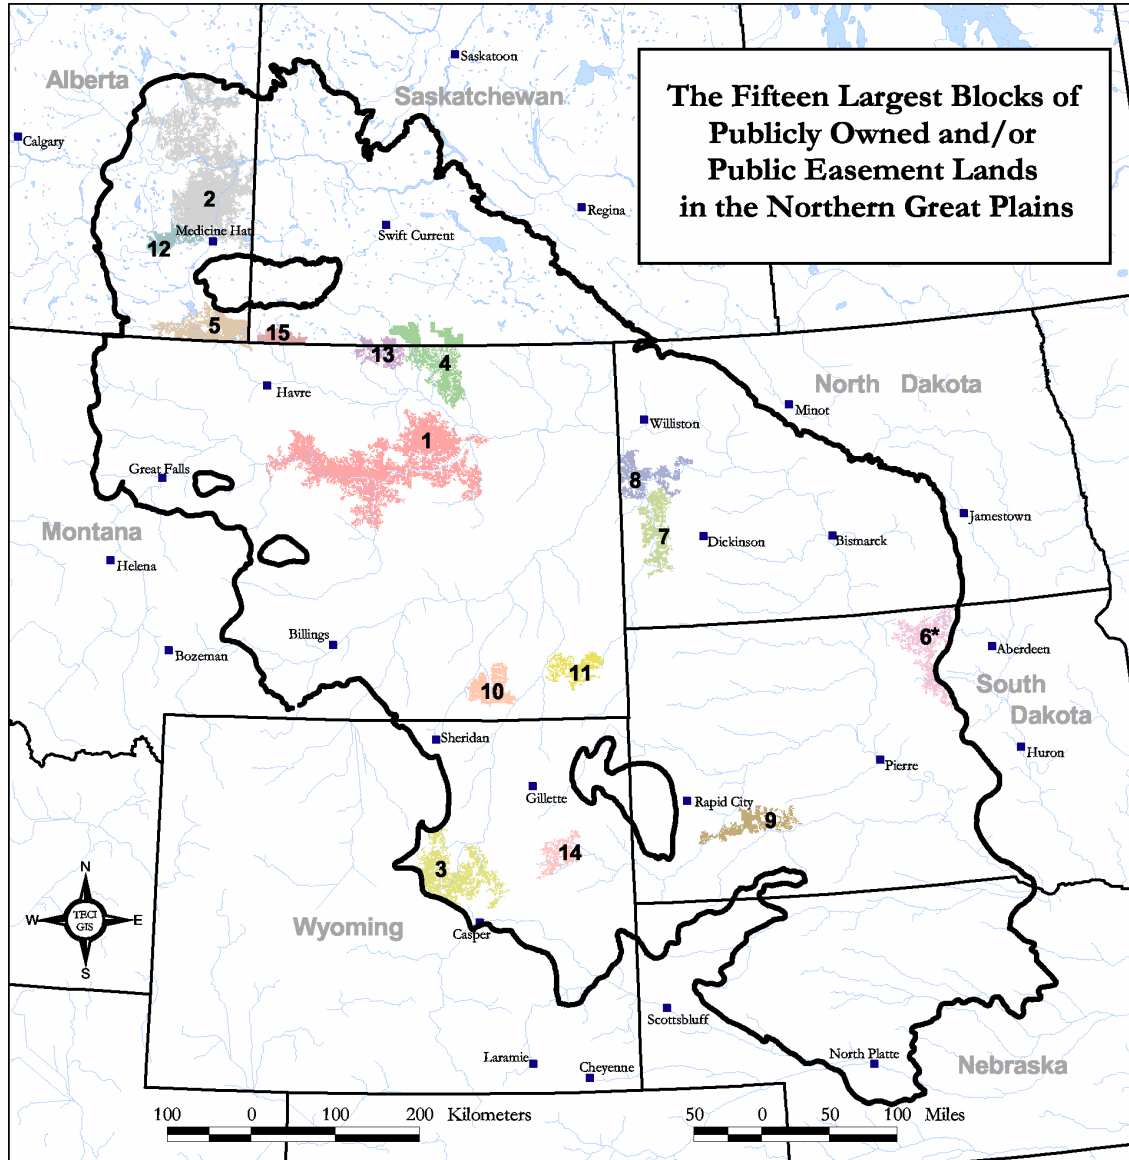 Saskatoon
Alberta
Saskatchewan
The Fifteen Largest Blocks of
Publicly Owned and/or
Public Easement Lands
in the Northern Great Plains
Calgary
2
Regina
Medicine Hat
Swift Current
12
5
15
13
4
Havre
North Dakota
Minot
Williston
1
Great Falls
8
Montana
7
Jamestown
Dickinson
Bismarck
Helena
Billings
6*
Aberdeen
Bozeman
11
10
South
Dakota
Sheridan
Huron
Pierre
Gillette
Rapid City
9
14
3
N
W
TECI
GIS
E
S
Wyoming
Casper
Scottsbluff
Laramie
North Platte
Nebraska
Cheyenne
100 0 100 200 Kilometers
50 0 50 100 Miles